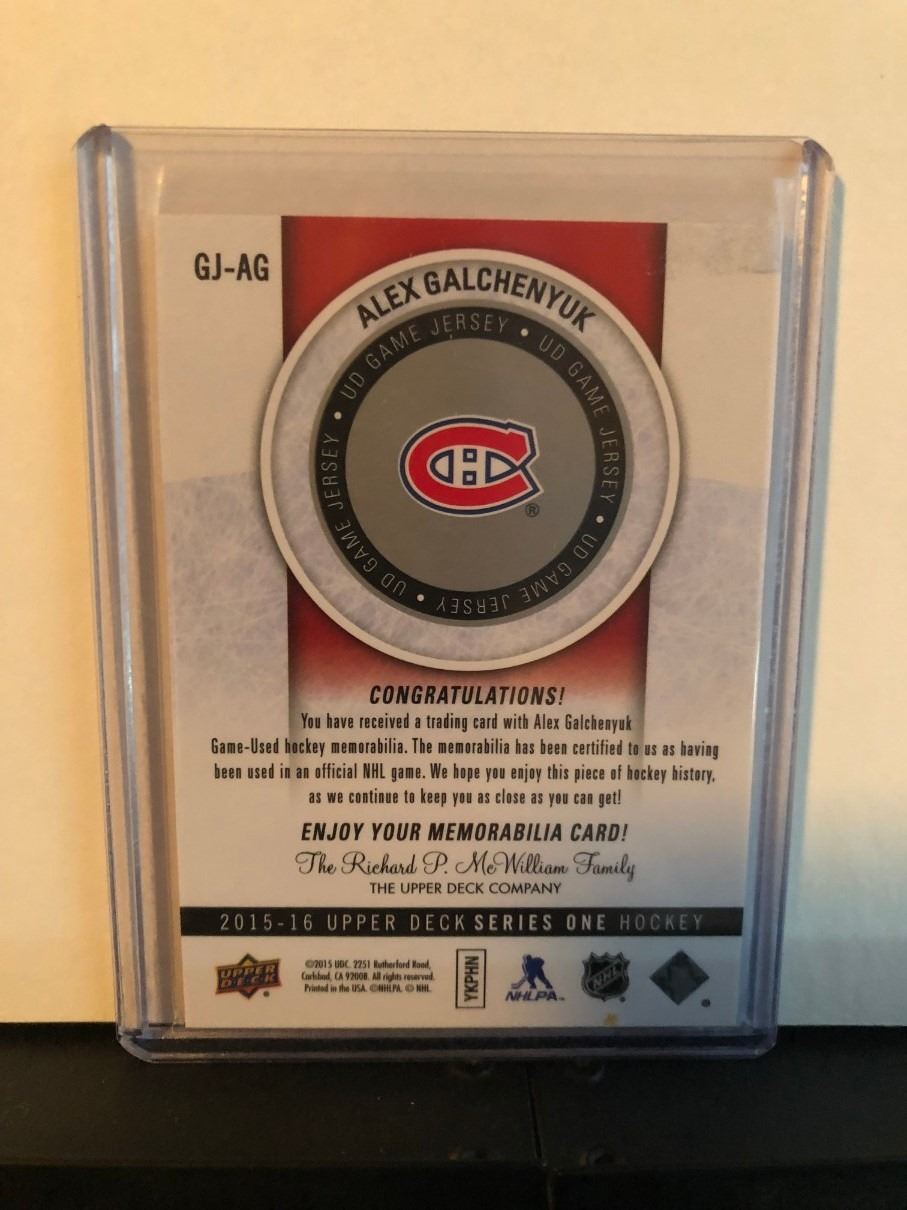 GJ-AG
ALEX GALCHENYUK
UD GAME JERSEY • UD GAME JERSEY • UD GAME JERSEY • UD GAME JERSEY •
®
CONGRATULATIONS!
You have received a trading card with Alex Galchenyuk
Game-Used hockey memorabilia. The memorabilia has been certified to us as having
been used in an official NHL game. We hope you enjoy this piece of hockey history,
as we continue to keep you as close as you can get!
ENJOY YOUR MEMORABILIA CARD!
The Richard P. McWilliam Family
THE UPPER DECK COMPANY
2015-16 UPPER DECK SERIES ONE HOCKEY
UPPER DECK
©2015 UDC. 2251 Rutherford Road,
Carlsbad, CA 92008. All rights reserved.
Printed in the USA. ©NHLPA. © NHL.
YKPHN
NHLPA
NHL